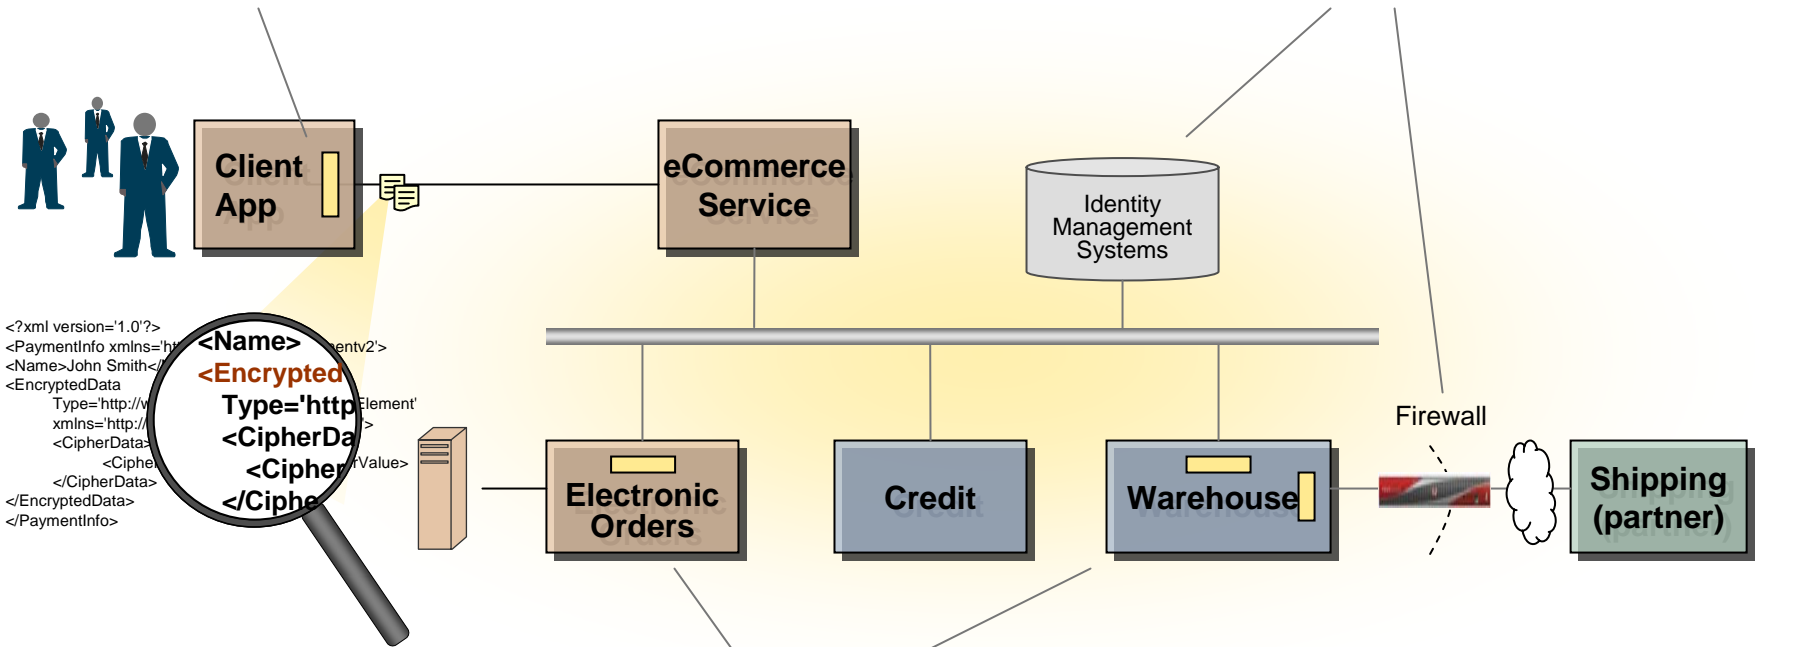 Client
App
eCommerce
Service
Identity
Management
Systems
<?xml version='1.0'?>
<PaymentInfo xmlns='ht entv2'>
<Name>John Smith</
<EncryptedData
Type='http://w Element'
xmlns='http:// '>
<CipherData>
<Cipher rValue>
</CipherData>
</EncryptedData>
</PaymentInfo>
<Name>
<Encrypted
Type='http
<CipherDa
<Cipher
</Ciphe
Firewall
Electronic
Orders
Credit
Warehouse
Shipping
(partner)